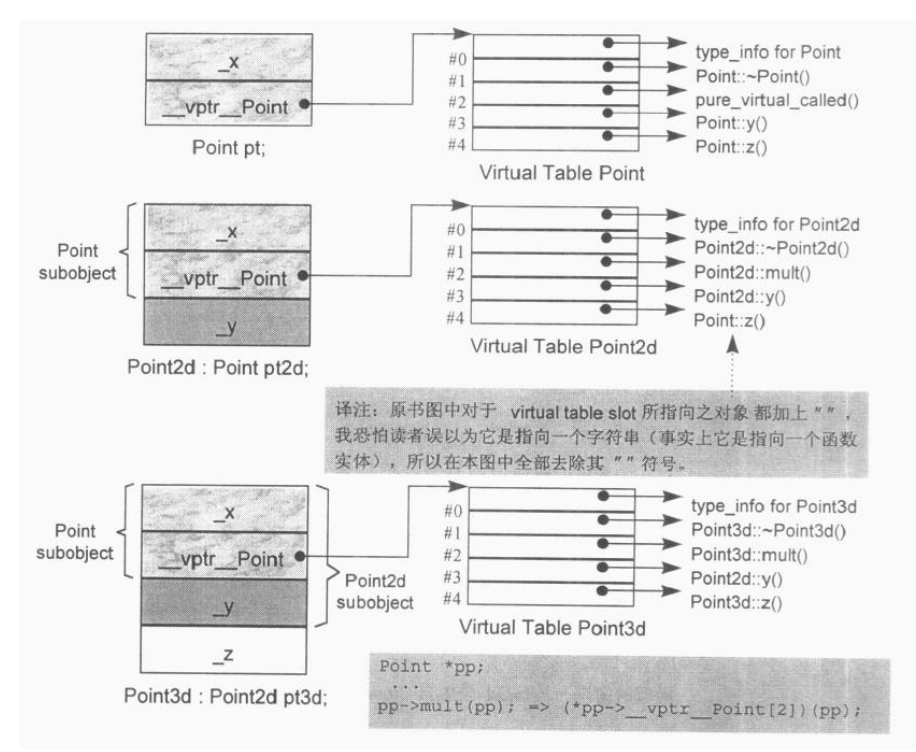 _x
__vptr__Point
Point pt;
#0
#1
#2
#3
#4
type_info for Point
Point::~Point()
pure_virtual_called()
Point::y()
Point::z()
Virtual Table Point
Point
subobject
_x
__vptr__Point
_y
Point2d : Point pt2d;
#0
#1
#2
#3
#4
type_info for Point2d
Point2d::~Point2d()
Point2d::mult()
Point2d::y()
Point::z()
Virtual Table Point2d
译注：原书图中对于 virtual table slot 所指向之对象 都加上 " "，
我恐怕读者误以为它是指向一个字符串（事实上它是指向一个函数
实体），所以在本图中全部去除其 " " 符号。
Point
subobject
_x
__vptr__Point
_y
_z
Point2d
subobject
Point3d : Point2d pt3d;
#0
#1
#2
#3
#4
type_info for Point3d
Point3d::~Point3d()
Point3d::mult()
Point2d::y()
Point3d::z()
Virtual Table Point3d
Point *pp;
...
pp->mult(pp); => (*pp->__vptr__Point[2])(pp);